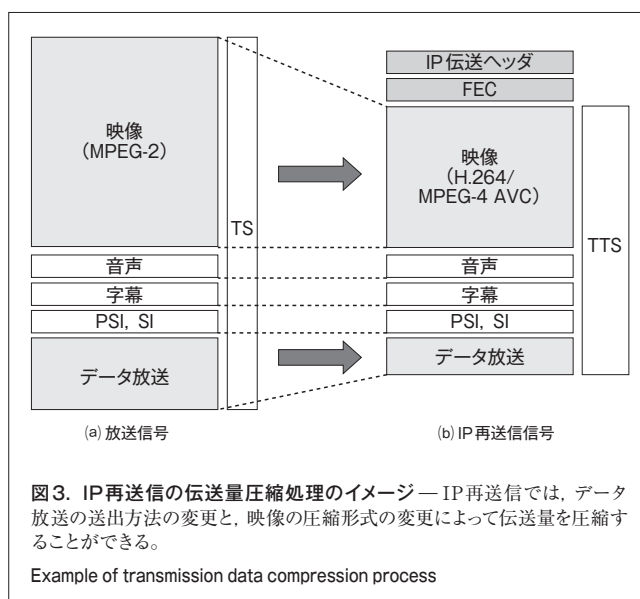 IP伝送ヘッダ
FEC
映像
(MPEG-2)
TS
映像
(H.264/
MPEG-4 AVC)
TTS
音声
音声
字幕
字幕
PSI, SI
PSI, SI
データ放送
データ放送
(a) 放送信号
(b) IP再送信信号
図3. IP再送信の伝送量圧縮処理のイメージ — IP再送信では，データ
放送の送出方法の変更と，映像の圧縮形式の変更によって伝送量を圧縮す
ることができる。
Example of transmission data compression process